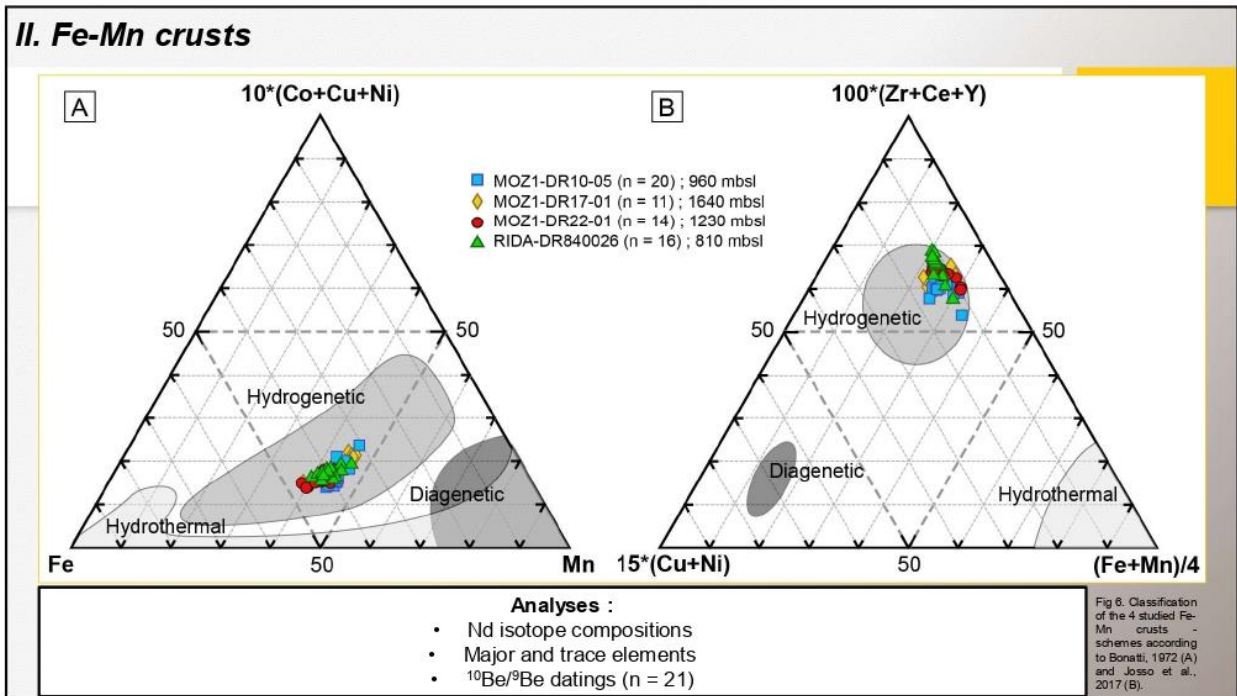 II. Fe-Mn crusts
A
10*(Co+Cu+Ni)
50
50
Hydrogenetic
Diagenetic
Hydrothermal
Fe
50
Mn
MOZ1-DR10-05 (n = 20) ; 960 mbsl
MOZ1-DR17-01 (n = 11) ; 1640 mbsl
MOZ1-DR22-01 (n = 14) ; 1230 mbsl
RIDA-DR840026 (n = 16) ; 810 mbsl
B
100*(Zr+Ce+Y)
Hydrogenetic
50
50
Diagenetic
Hydrothermal
15*(Cu+Ni)
50
(Fe+Mn)/4
Analyses :
• Nd isotope compositions
• Major and trace elements
• ¹⁰Be/⁹Be datings (n = 21)
Fig 6. Classification
of the 4 studied Fe-
Mn crusts -
schemes according
to Bonatti, 1972 (A)
and Josso et al.,
2017 (B).